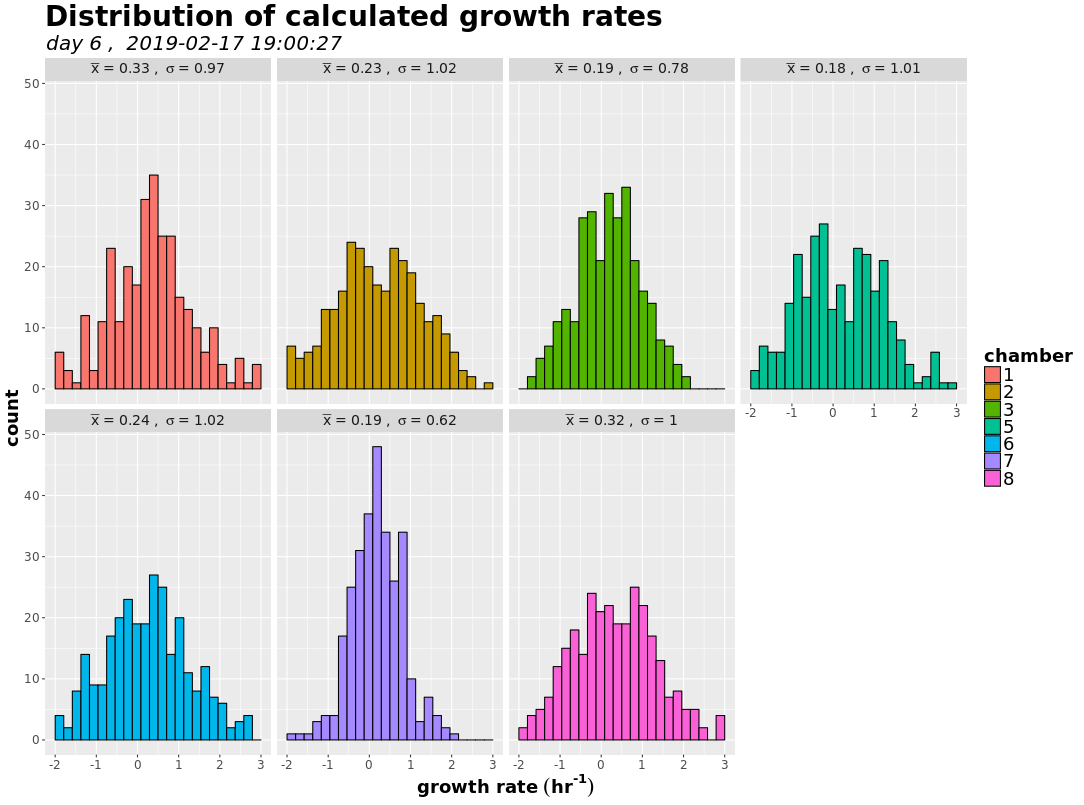 Distribution of calculated growth rates
day 6 ,  2019-02-17 19:00:27
x̅ = 0.33 ,  σ = 0.97
x̅ = 0.23 ,  σ = 1.02
x̅ = 0.19 ,  σ = 0.78
x̅ = 0.18 ,  σ = 1.01
50
40
30
20
10
0
-2 -1 0 1 2 3
x̅ = 0.24 ,  σ = 1.02
x̅ = 0.19 ,  σ = 0.62
x̅ = 0.32 ,  σ = 1
50
40
30
20
10
0
-2 -1 0 1 2 3
-2 -1 0 1 2 3
-2 -1 0 1 2 3
count
growth rate (hr⁻¹)
chamber
1
2
3
5
6
7
8